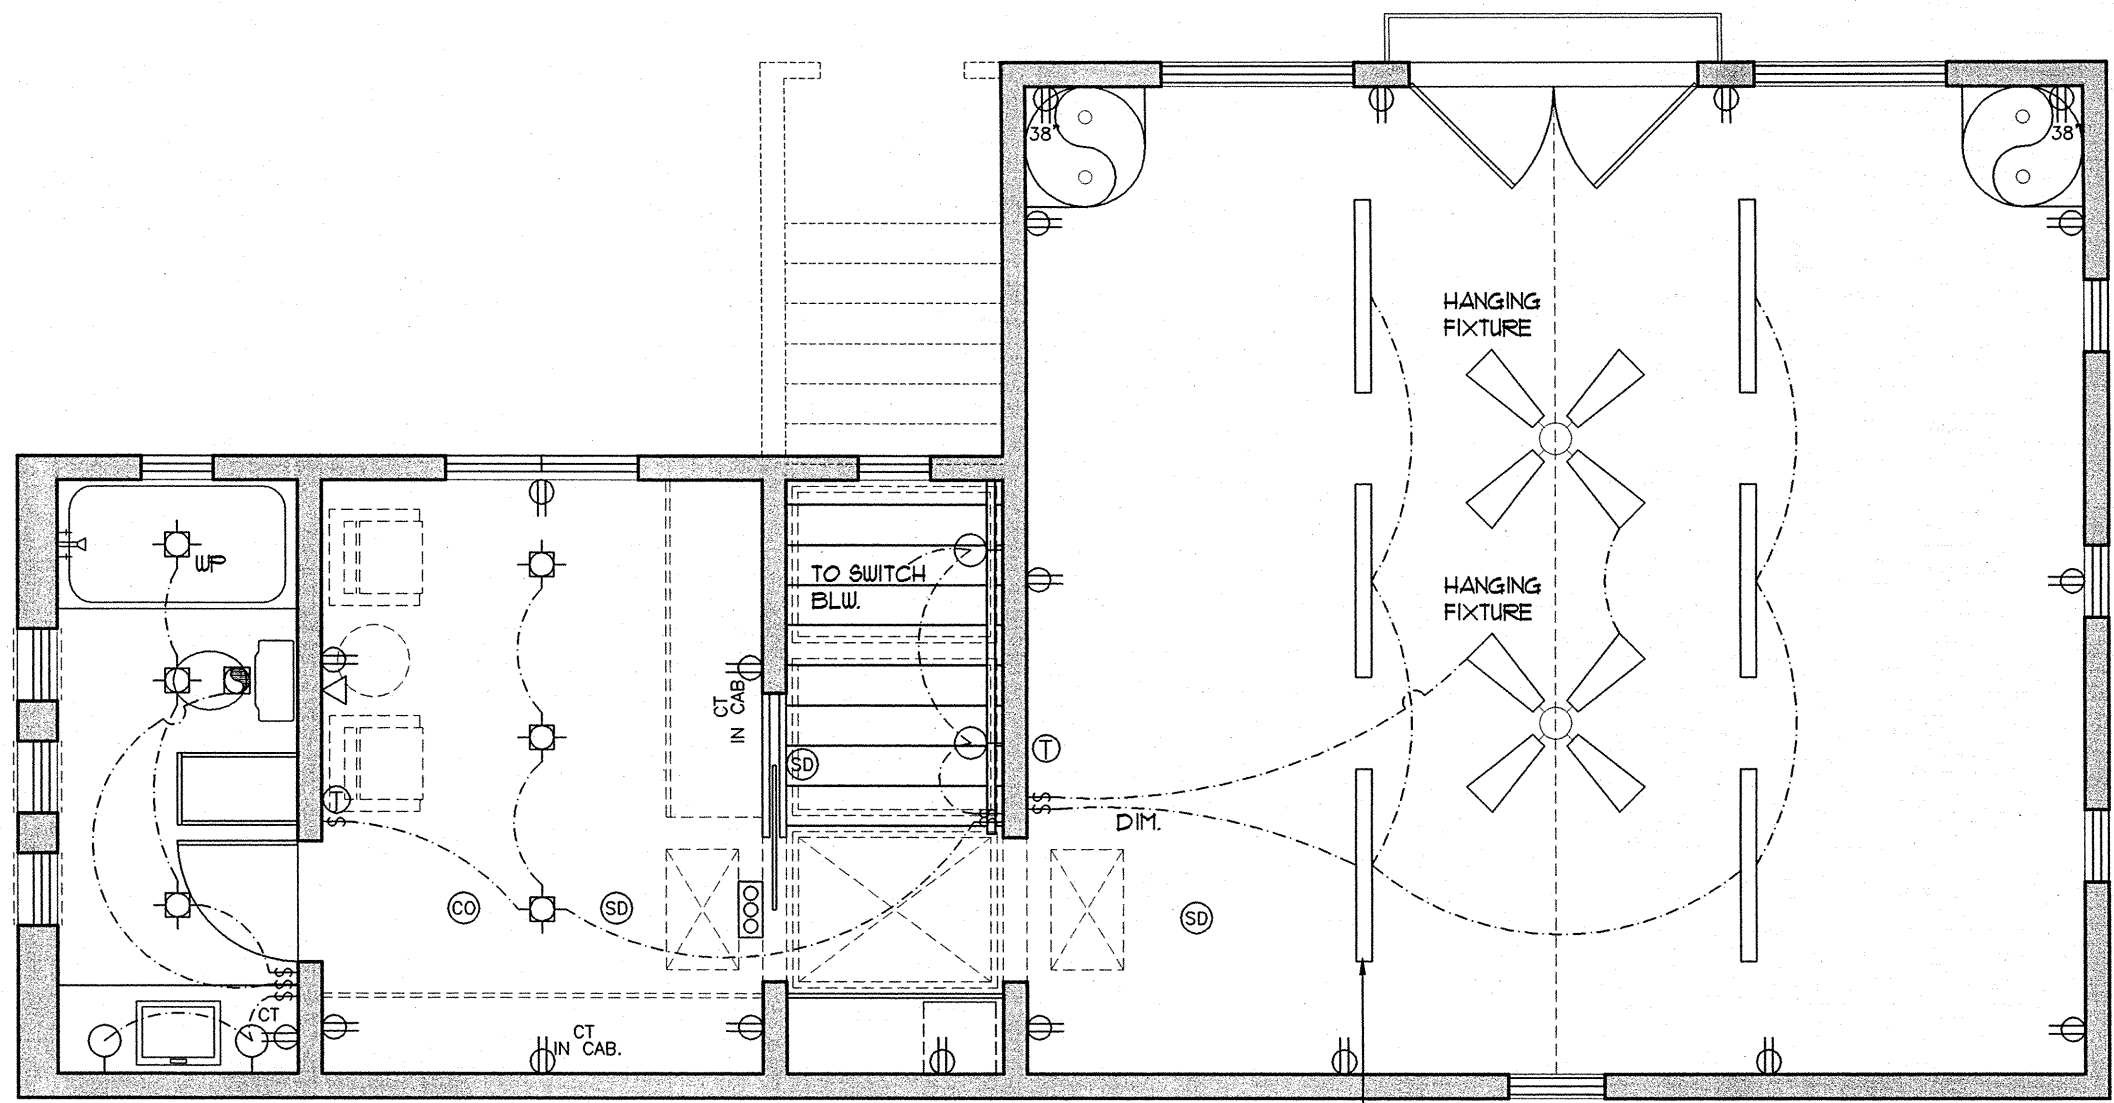 38"
38"
HANGING
FIXTURE
WP
TO SWITCH
BLW.
HANGING
FIXTURE
CT
IN CAB
SD
T
T
S
S
S
DIM.
CO
SD
SD
S S S
S S S
CT
CT
IN CAB.